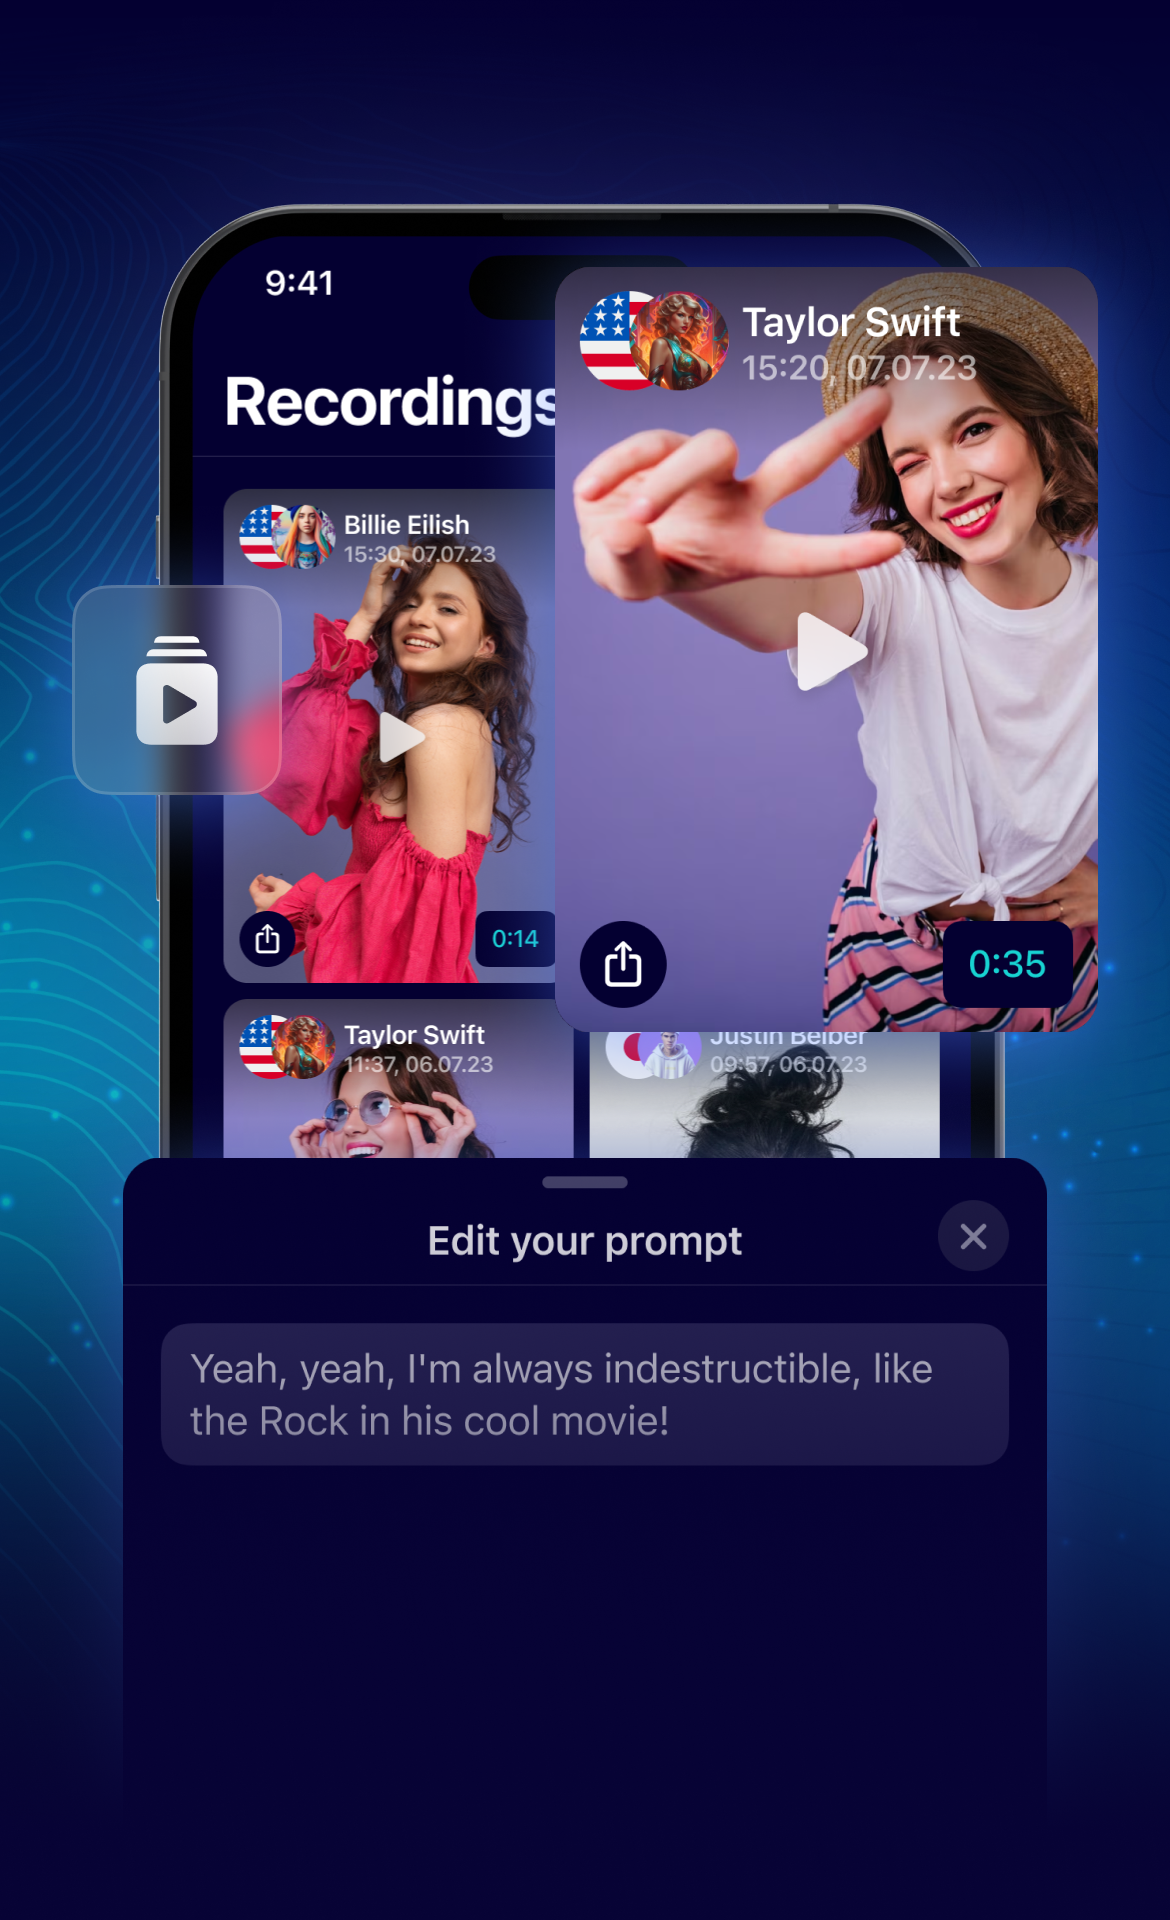 9:41
Recordings
Taylor Swift
15:20, 07.07.23
Billie Eilish
15:30, 07.07.23
0:14
0:35
Taylor Swift
11:37, 06.07.23
Justin Beiber
09:57, 06.07.23
Edit your prompt
Yeah, yeah, I'm always indestructible, like
the Rock in his cool movie!